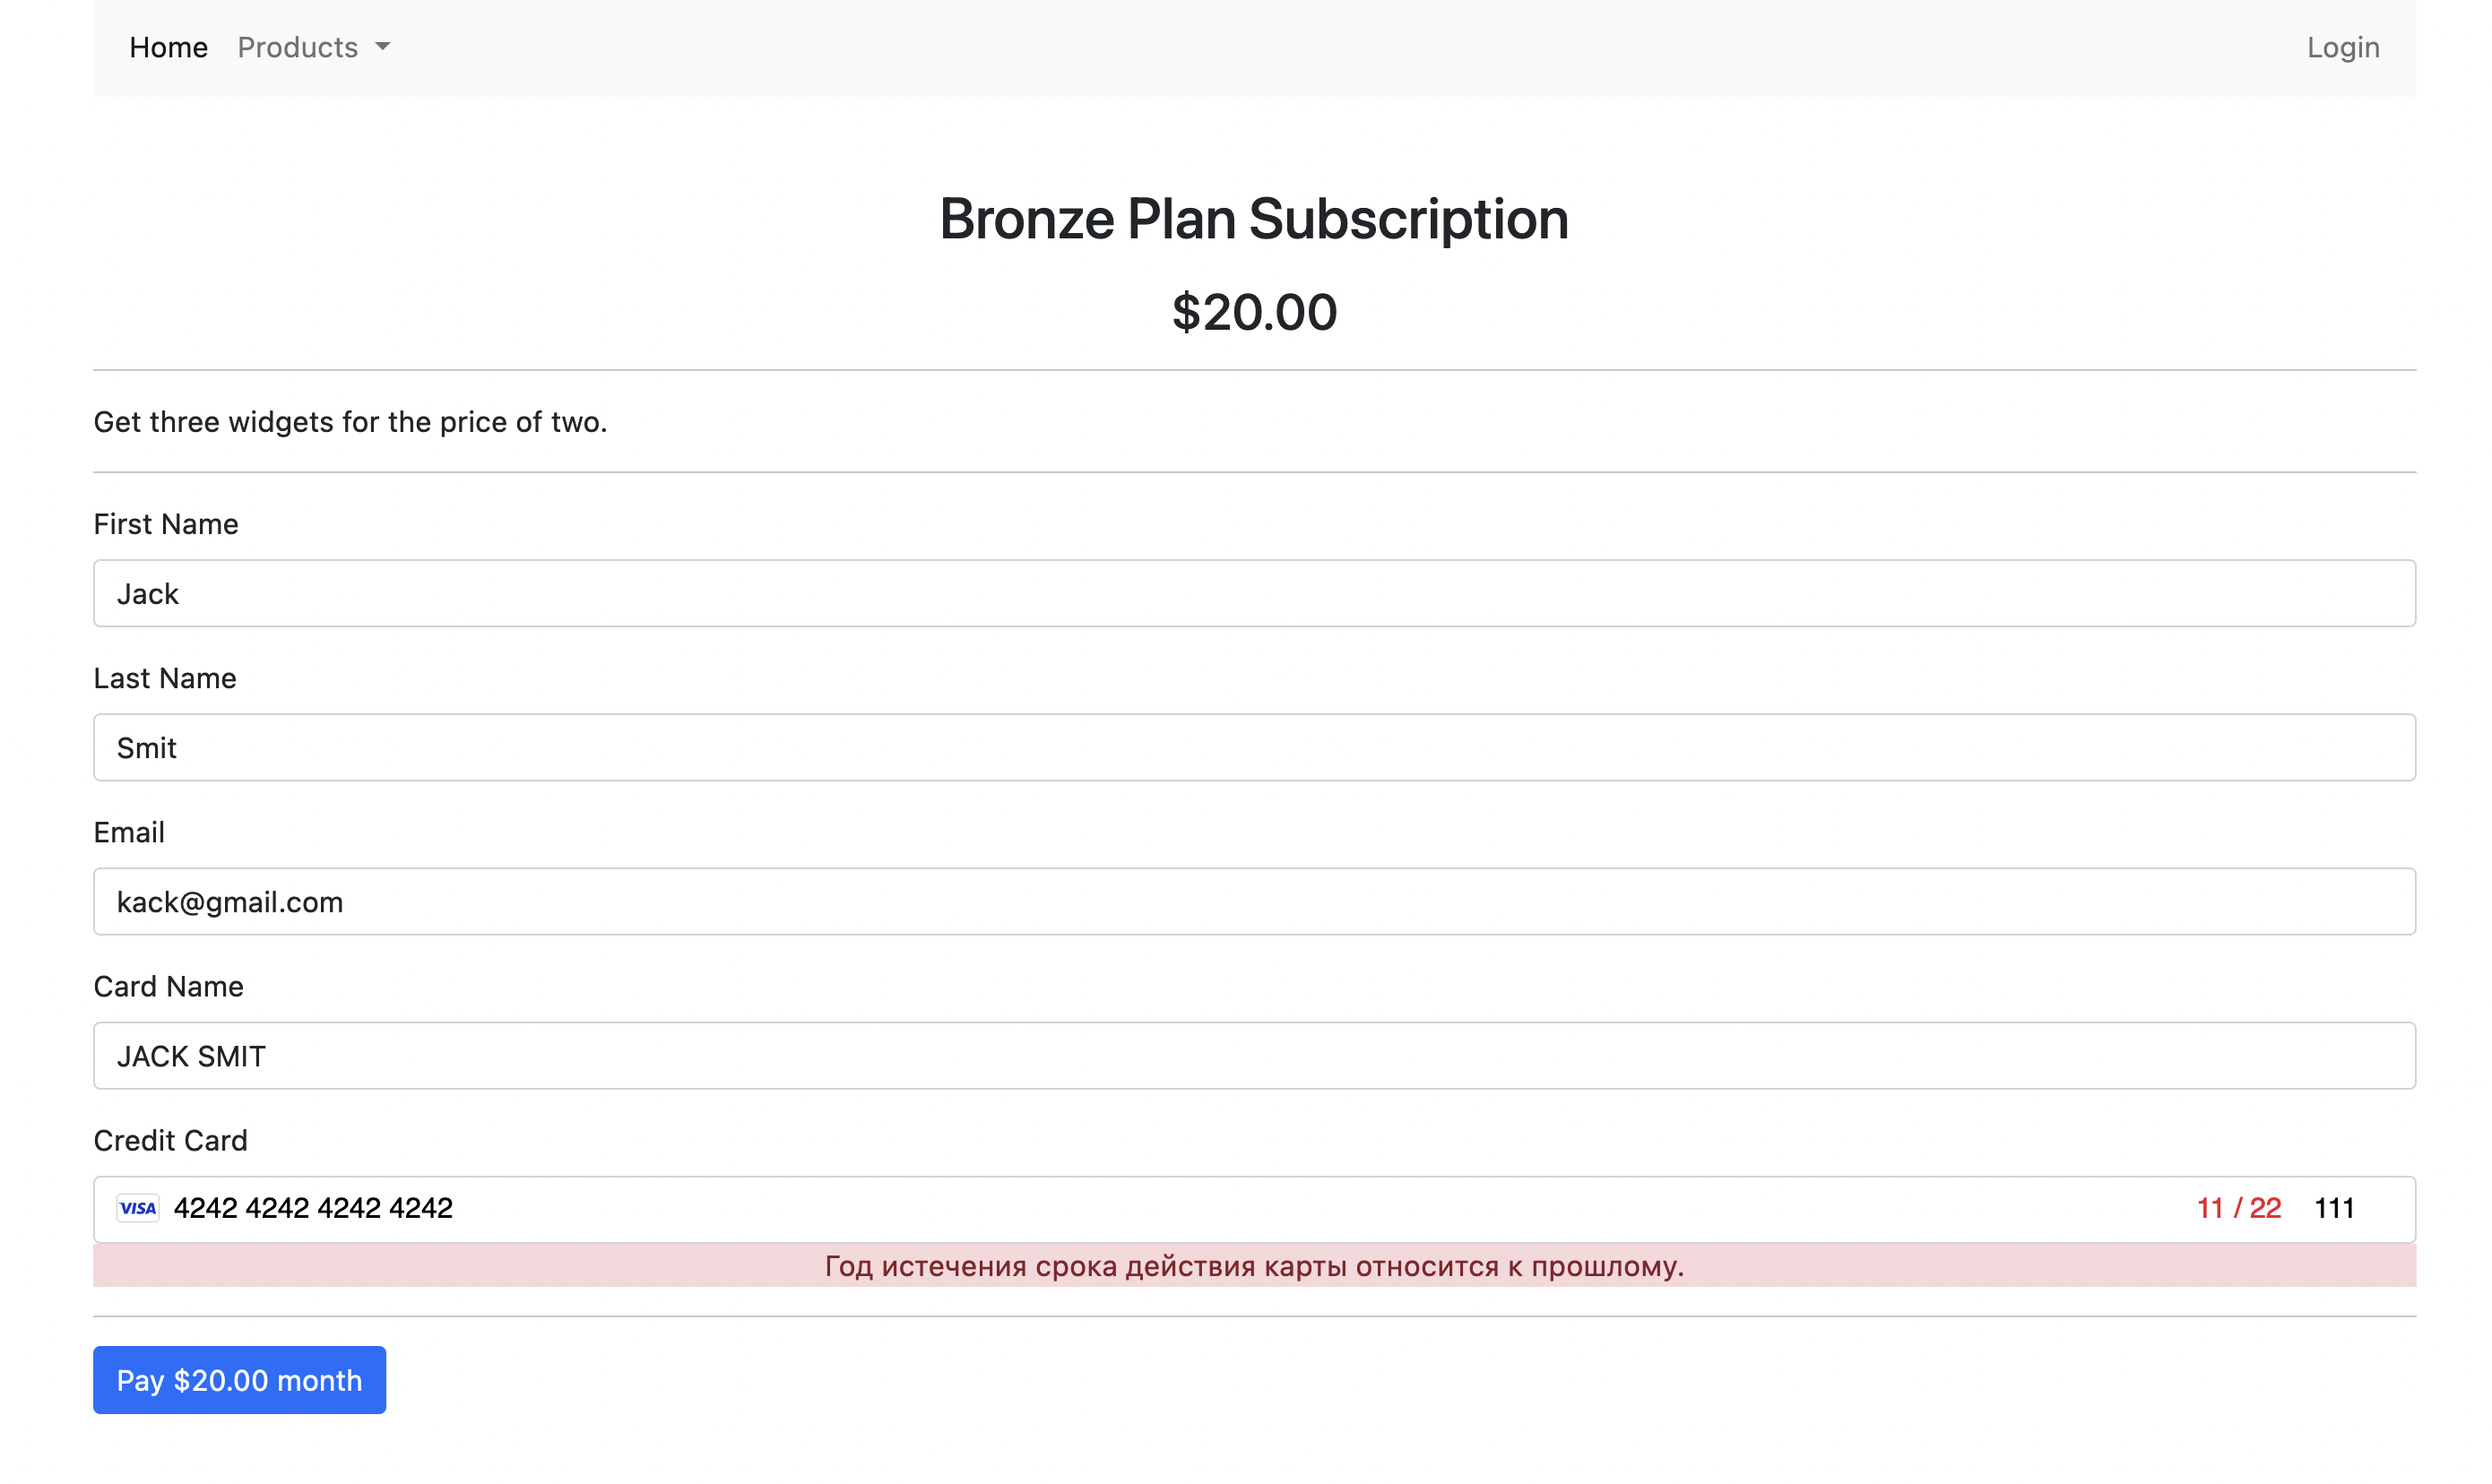 Home Products Login
Bronze Plan Subscription
$20.00
Get three widgets for the price of two.
First Name
Jack
Last Name
Smit
Email
kack@gmail.com
Card Name
JACK SMIT
Credit Card
VISA 4242 4242 4242 4242 11 / 22 111
Год истечения срока действия карты относится к прошлому.
Pay $20.00 month